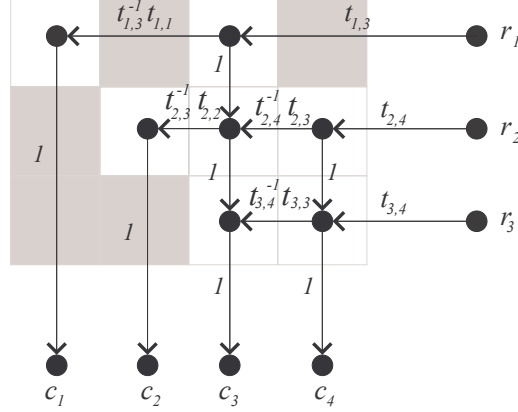 t_{1,3}^{-1} t_{1,1} t_{1,3} r_1
1
t_{2,3}^{-1} t_{2,2} t_{2,4}^{-1} t_{2,3} t_{2,4} r_2
1 1 1
t_{3,4}^{-1} t_{3,3} t_{3,4} r_3
1
1 1
c_1 c_2 c_3 c_4